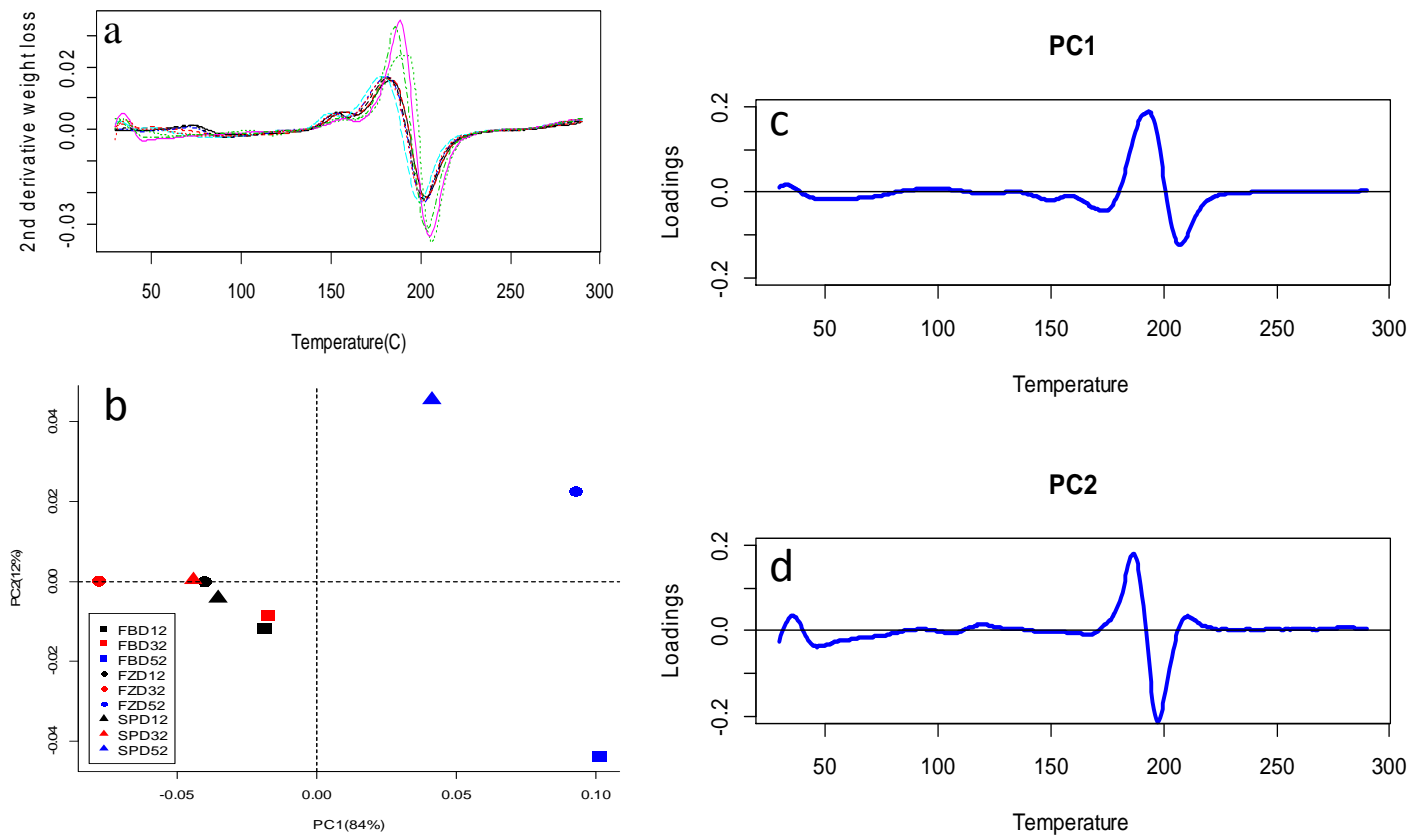 a
2nd derivative weight loss
0.02
0.00
-0.03
50 100 150 200 250 300
Temperature(C)
b
PC2(12%)
0.04
0.02
0.00
-0.02
-0.04
FBD12
FBD32
FBD52
FZD12
FZD32
FZD52
SPD12
SPD32
SPD52
-0.05 0.00 0.05 0.10
PC1(84%)
PC1
c
Loadings
0.2
0.0
-0.2
50 100 150 200 250 300
Temperature
PC2
d
Loadings
0.2
0.0
-0.2
50 100 150 200 250 300
Temperature